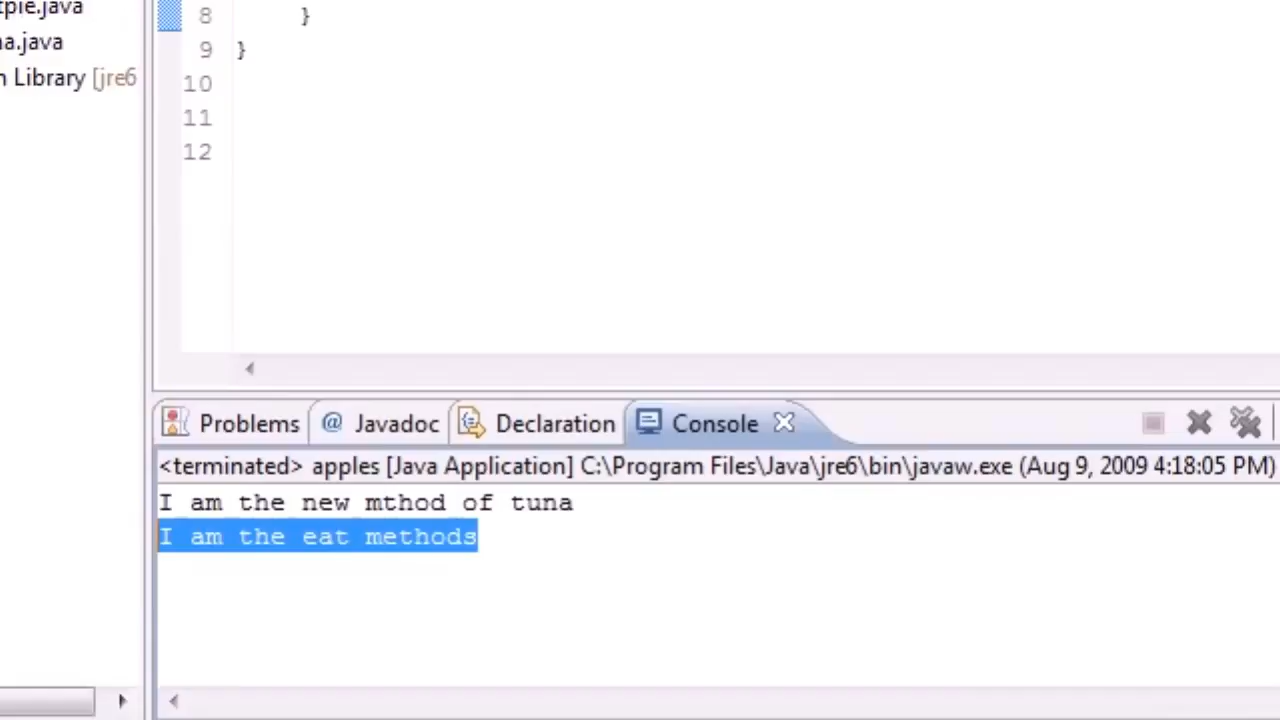 tpie.java
a.java
Library [jre6
8 }
9 }
10
11
12
Problems @ Javadoc Declaration Console
<terminated> apples [Java Application] C:\Program Files\Java\jre6\bin\javaw.exe (Aug 9, 2009 4:18:05 PM)
I am the new mthod of tuna
I am the eat methods